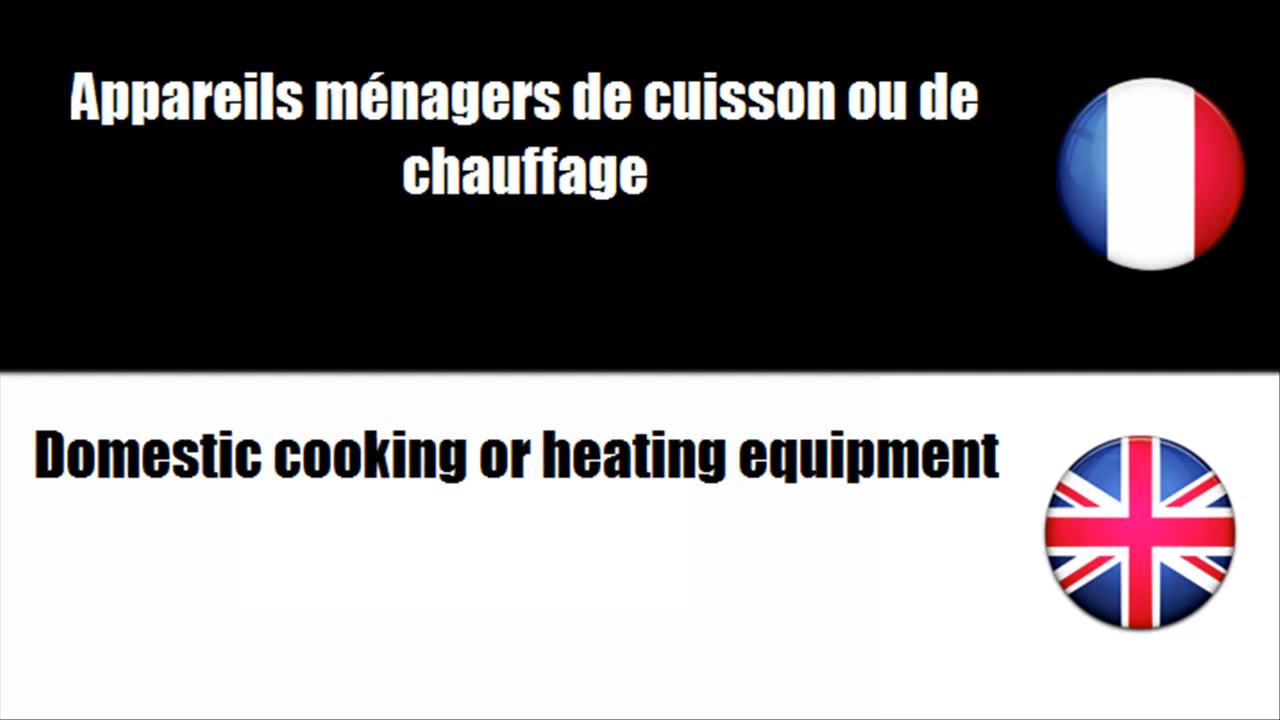 Appareils ménagers de cuisson ou de
chauffage
Domestic cooking or heating equipment